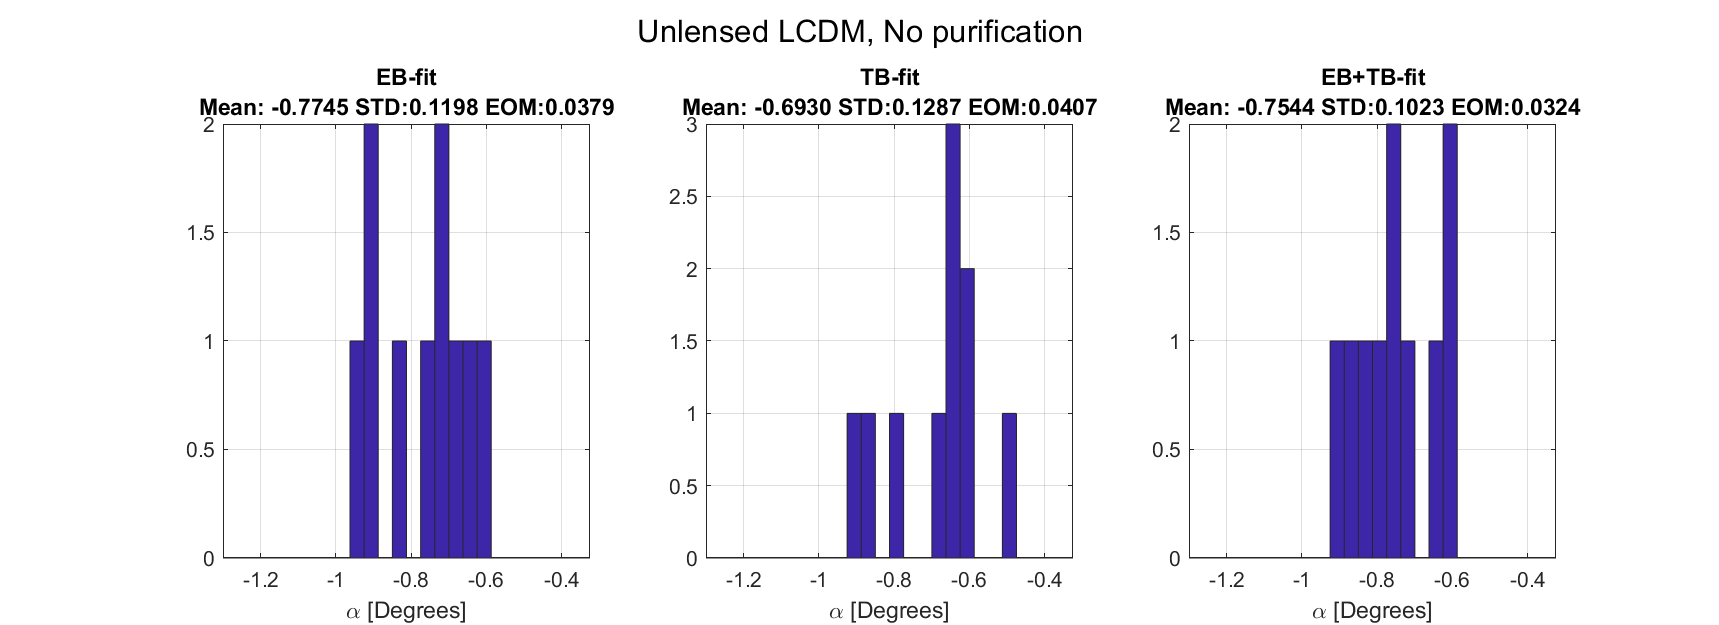 Unlensed LCDM, No purification
EB-fit
Mean: -0.7745 STD:0.1198 EOM:0.0379
2
1.5
1
0.5
0
-1.2 -1 -0.8 -0.6 -0.4
α [Degrees]
TB-fit
Mean: -0.6930 STD:0.1287 EOM:0.0407
3
2.5
2
1.5
1
0.5
0
-1.2 -1 -0.8 -0.6 -0.4
α [Degrees]
EB+TB-fit
Mean: -0.7544 STD:0.1023 EOM:0.0324
2
1.5
1
0.5
0
-1.2 -1 -0.8 -0.6 -0.4
α [Degrees]